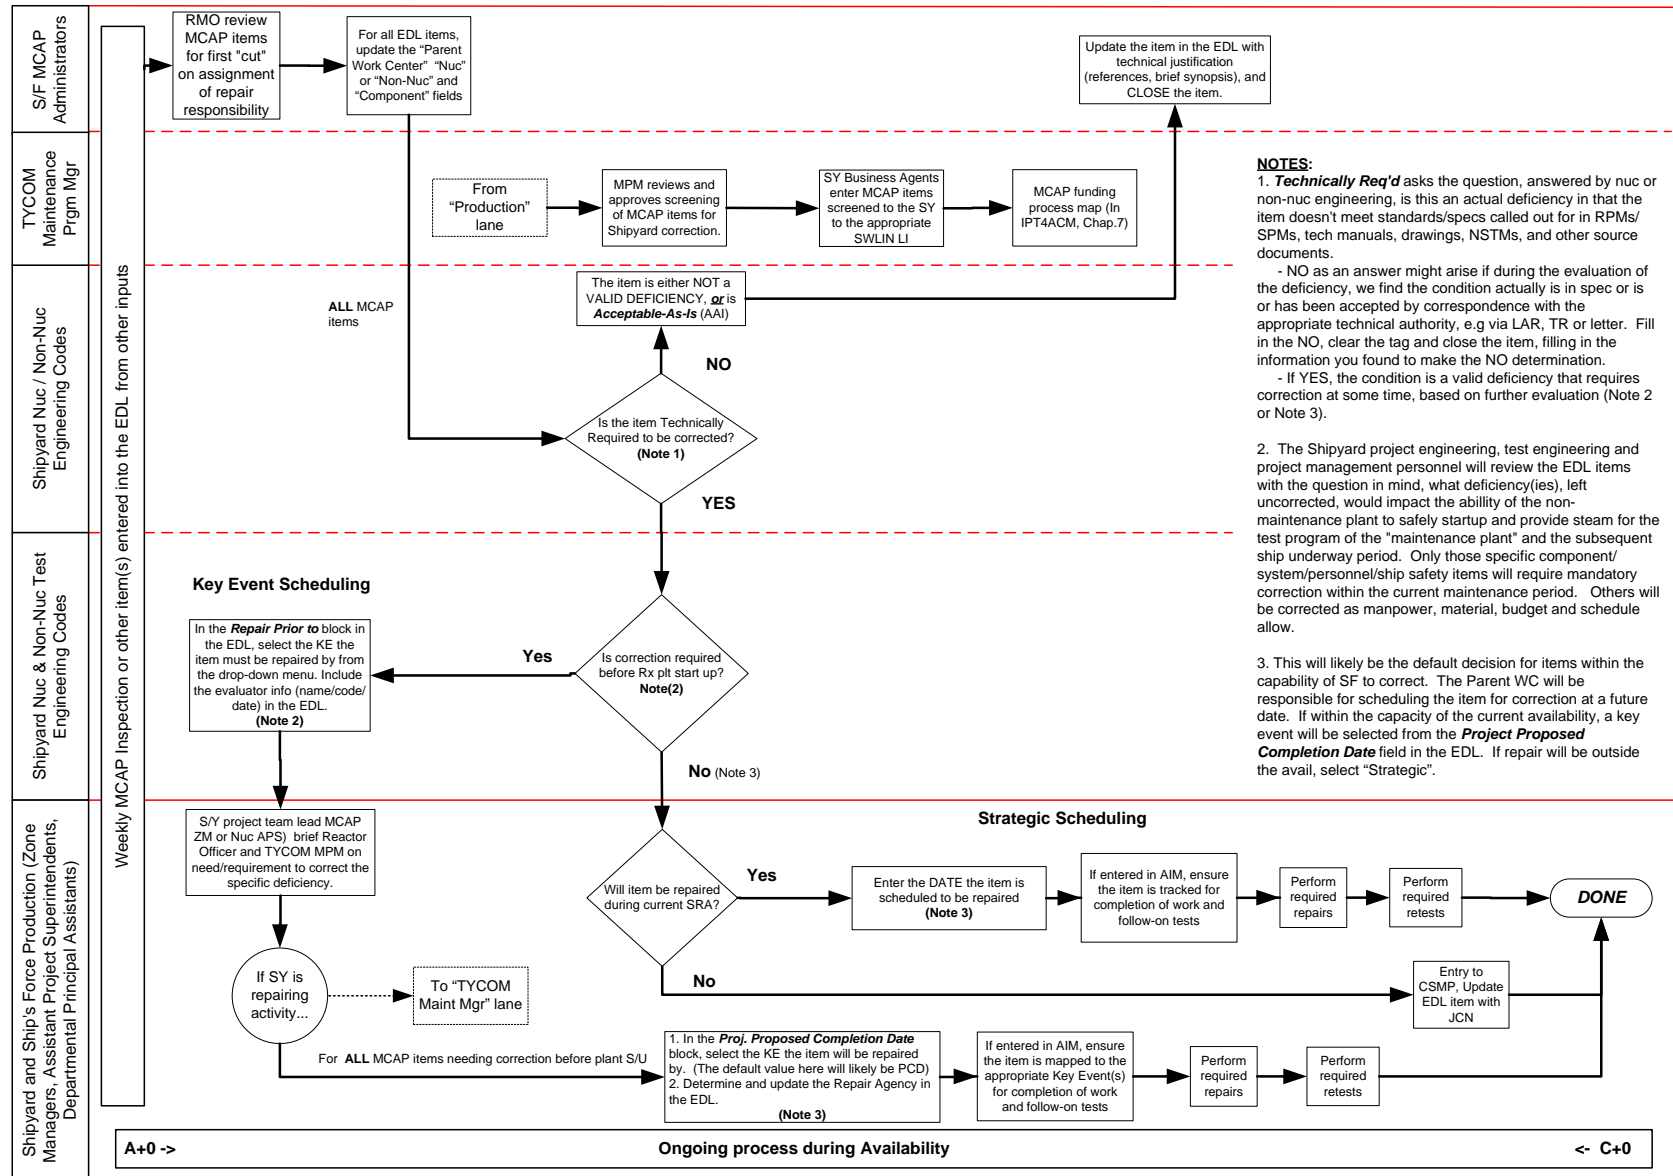 S/F MCAP
Administrators
TYCOM
Maintenance
Prgm Mgr
Shipyard Nuc / Non-Nuc
Engineering Codes
Shipyard Nuc & Non-Nuc Test
Engineering Codes
Shipyard and Ship's Force Production (Zone
Managers, Assistant Project Superintendents,
Departmental Principal Assistants)
Weekly MCAP Inspection or other item(s) entered into the EDL from other inputs
RMO review
MCAP items
for first "cut"
on assignment
of repair
responsibility
For all EDL items,
update the “Parent
Work Center” “Nuc”
or “Non-Nuc” and
“Component” fields
Update the item in the EDL with
technical justification
(references, brief synopsis), and
CLOSE the item.
From
“Production”
lane
MPM reviews and
approves screening
of MCAP items for
Shipyard correction.
SY Business Agents
enter MCAP items
screened to the SY
to the appropriate
SWLIN LI
MCAP funding
process map (In
IPT4ACM, Chap.7)
ALL MCAP
items
The item is either NOT a
VALID DEFICIENCY, or is
Acceptable-As-Is (AAI)
NO
Is the item Technically
Required to be corrected?
(Note 1)
YES
Key Event Scheduling
In the Repair Prior to block in
the EDL, select the KE the
item must be repaired by from
the drop-down menu. Include
the evaluator info (name/code/
date) in the EDL.
(Note 2)
Yes
Is correction required
before Rx plt start up?
Note(2)
No (Note 3)
S/Y project team lead MCAP
ZM or Nuc APS) brief Reactor
Officer and TYCOM MPM on
need/requirement to correct the
specific deficiency.
If SY is
repairing
activity...
To “TYCOM
Maint Mgr” lane
For ALL MCAP items needing correction before plant S/U
Strategic Scheduling
Will item be repaired
during current SRA?
Yes
Enter the DATE the item is
scheduled to be repaired
(Note 3)
If entered in AIM, ensure
the item is tracked for
completion of work and
follow-on tests
Perform
required
repairs
Perform
required
retests
DONE
No
Entry to
CSMP, Update
EDL item with
JCN
1. In the Proj. Proposed Completion Date
block, select the KE the item will be repaired
by. (The default value here will likely be PCD)
2. Determine and update the Repair Agency in
the EDL.
(Note 3)
If entered in AIM, ensure
the item is mapped to the
appropriate Key Event(s)
for completion of work
and follow-on tests
Perform
required
repairs
Perform
required
retests
NOTES:
1. Technically Req'd asks the question, answered by nuc or
non-nuc engineering, is this an actual deficiency in that the
item doesn't meet standards/specs called out for in RPMs/
SPMs, tech manuals, drawings, NSTMs, and other source
documents.
- NO as an answer might arise if during the evaluation of
the deficiency, we find the condition actually is in spec or is
or has been accepted by correspondence with the
appropriate technical authority, e.g via LAR, TR or letter. Fill
in the NO, clear the tag and close the item, filling in the
information you found to make the NO determination.
- If YES, the condition is a valid deficiency that requires
correction at some time, based on further evaluation (Note 2
or Note 3).
2. The Shipyard project engineering, test engineering and
project management personnel will review the EDL items
with the question in mind, what deficiency(ies), left
uncorrected, would impact the abillity of the non-
maintenance plant to safely startup and provide steam for the
test program of the "maintenance plant" and the subsequent
ship underway period. Only those specific component/
system/personnel/ship safety items will require mandatory
correction within the current maintenance period. Others will
be corrected as manpower, material, budget and schedule
allow.
3. This will likely be the default decision for items within the
capability of SF to correct. The Parent WC will be
responsible for scheduling the item for correction at a future
date. If within the capacity of the current availability, a key
event will be selected from the Project Proposed
Completion Date field in the EDL. If repair will be outside
the avail, select “Strategic”.
A+0 -> Ongoing process during Availability <- C+0